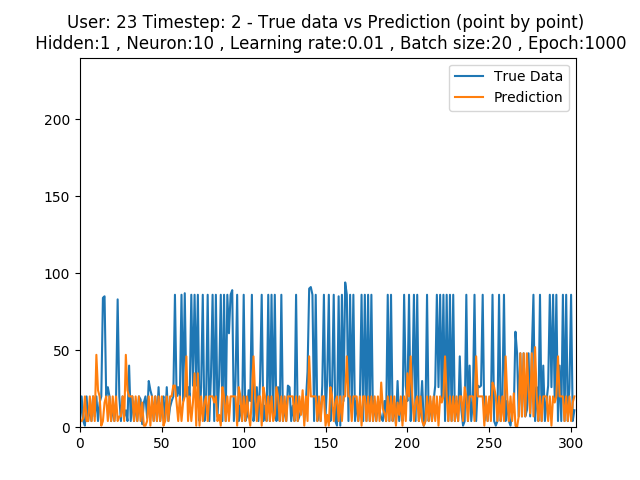 User: 23 Timestep: 2 - True data vs Prediction (point by point)
Hidden:1 , Neuron:10 , Learning rate:0.01 , Batch size:20 , Epoch:1000
True Data
Prediction
200
150
100
50
0
0 50 100 150 200 250 300